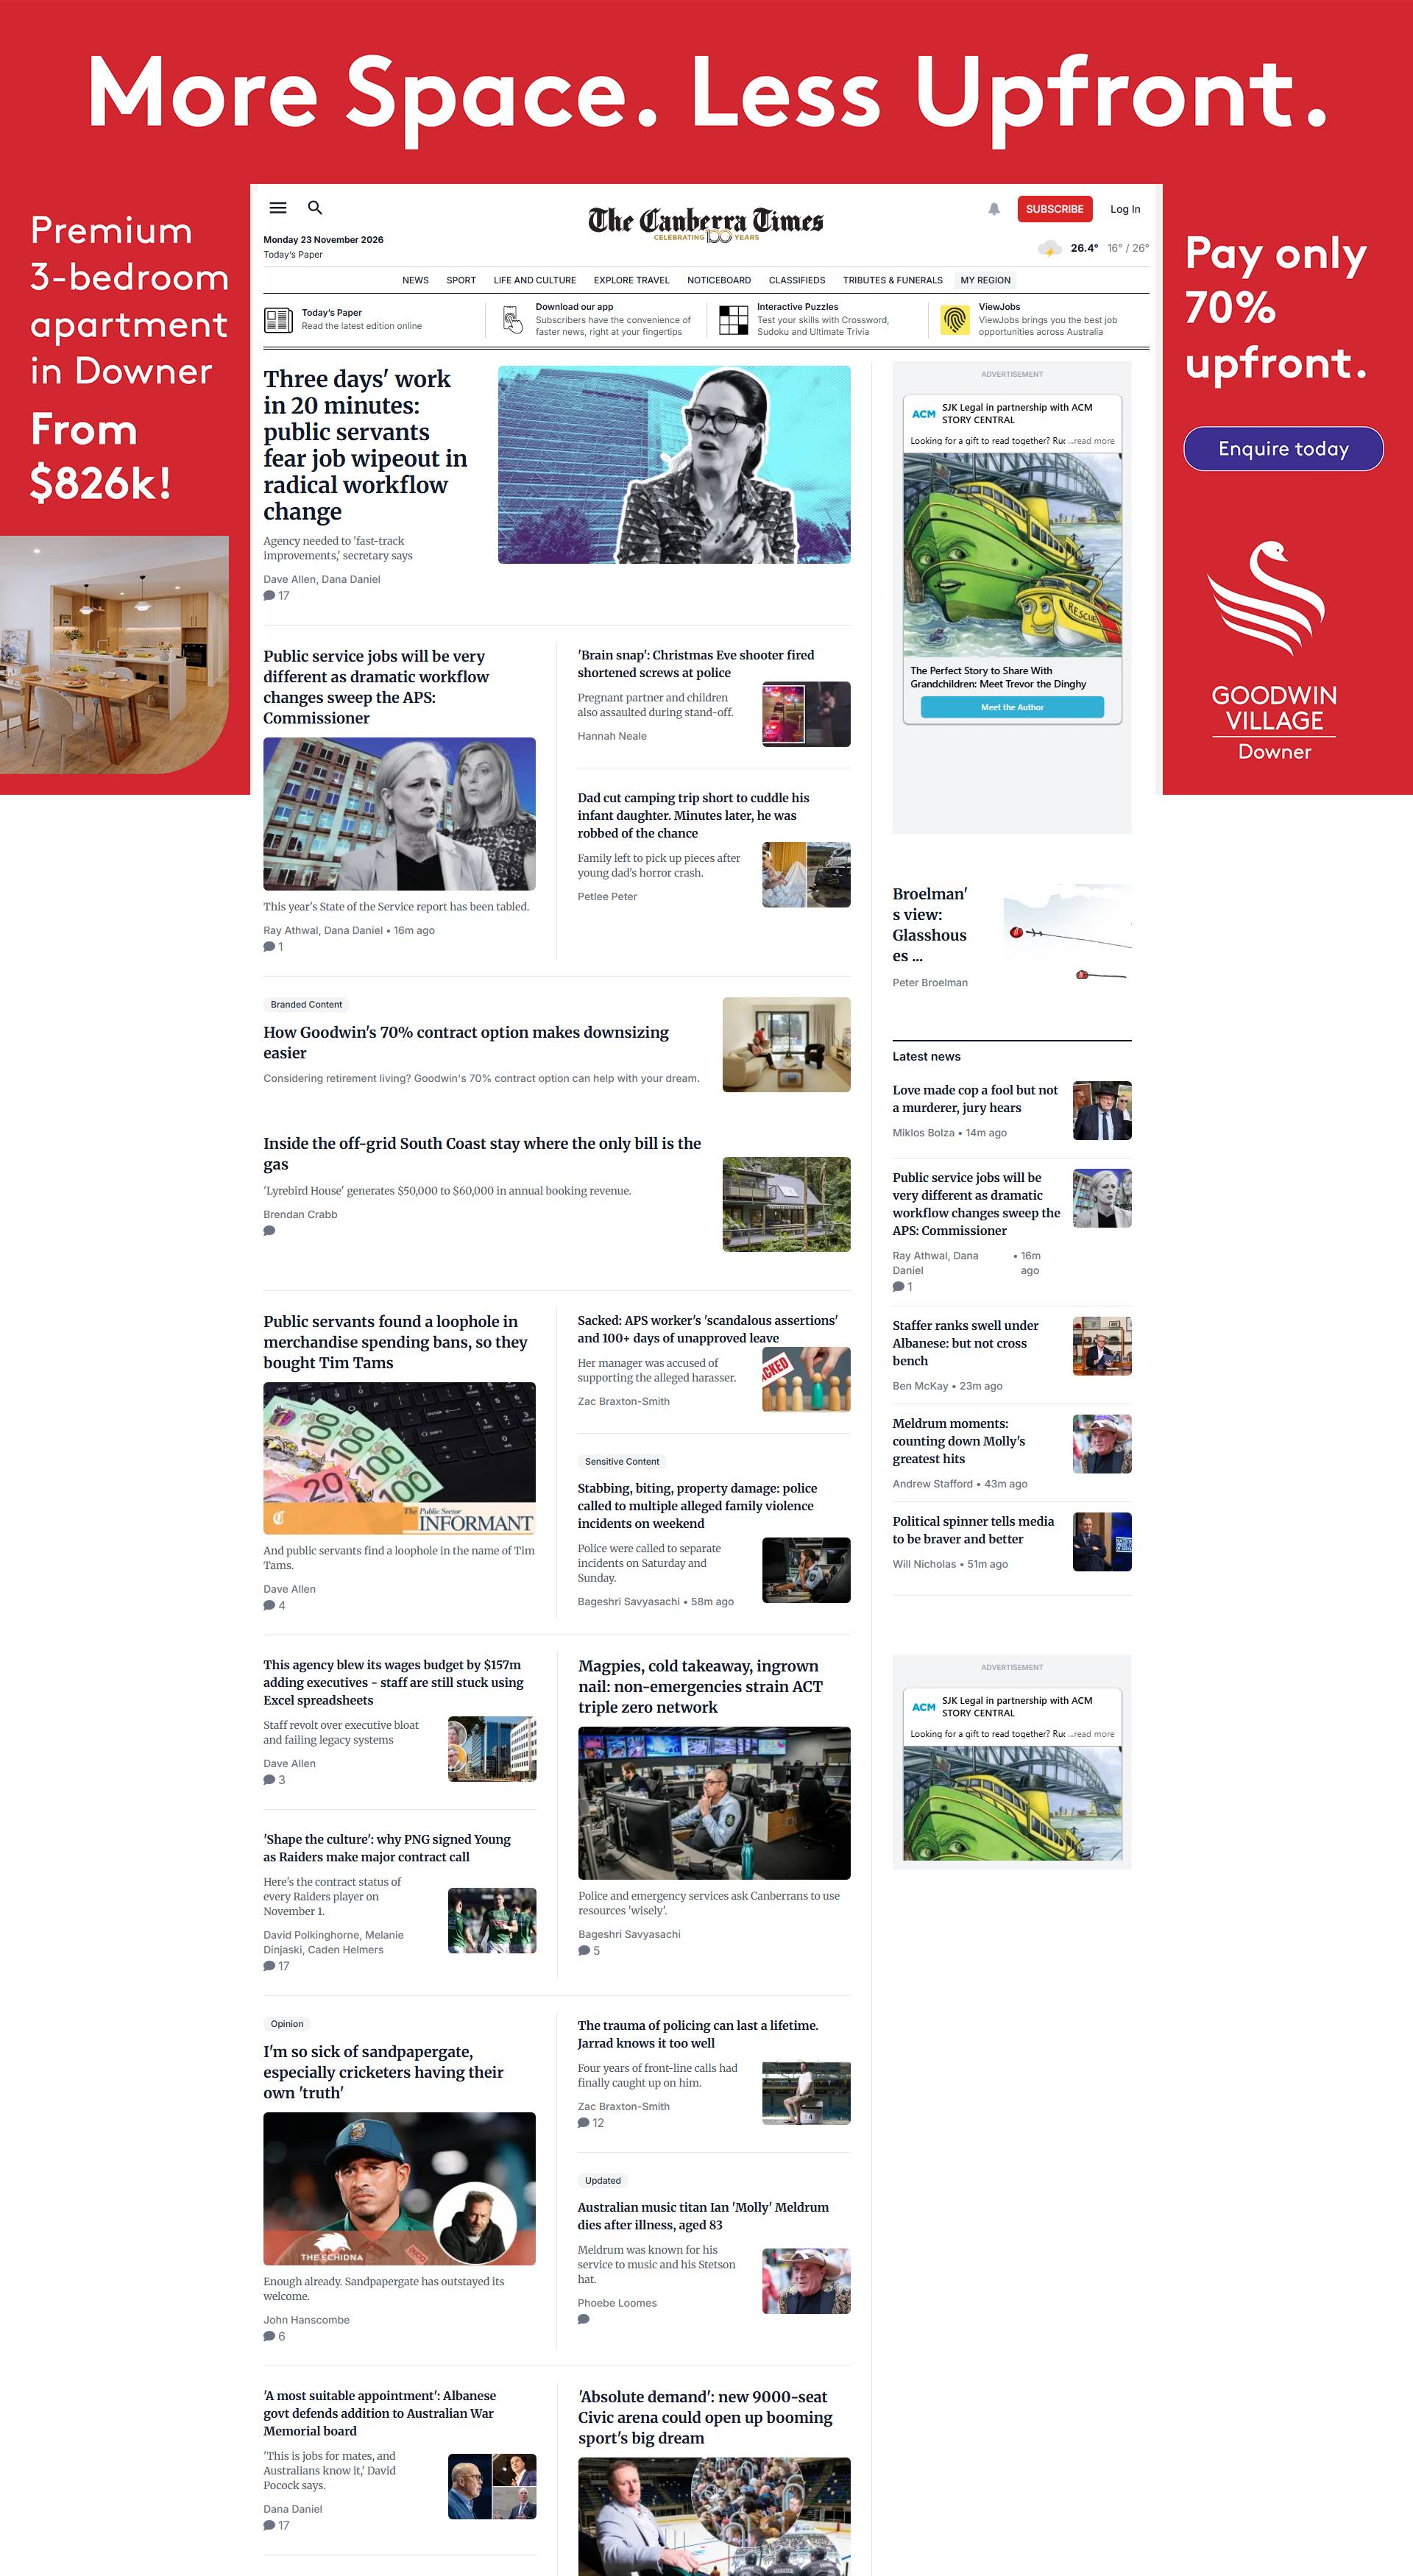 More Space. Less Upfront.
Premium
3-bedroom
apartment
in Downer
From
$826k!
Pay only
70%
upfront.
Enquire today
GOODWIN
VILLAGE
Downer
The Canberra Times
CELEBRATING 100 YEARS
SUBSCRIBE
Log In
Monday 23 November 2026
Today's Paper
26.4° 16° / 26°
NEWS SPORT LIFE AND CULTURE EXPLORE TRAVEL NOTICEBOARD CLASSIFIEDS TRIBUTES & FUNERALS MY REGION
Today's Paper
Read the latest edition online
Download our app
Subscribers have the convenience of
faster news, right at your fingertips
Interactive Puzzles
Test your skills with Crossword,
Sudoku and Ultimate Trivia
ViewJobs
ViewJobs brings you the best job
opportunities across Australia
Three days' work
in 20 minutes:
public servants
fear job wipeout in
radical workflow
change
Agency needed to 'fast-track
improvements,' secretary says
Dave Allen, Dana Daniel
17
Public service jobs will be very
different as dramatic workflow
changes sweep the APS:
Commissioner
This year's State of the Service report has been tabled.
Ray Athwal, Dana Daniel • 16m ago
1
'Brain snap': Christmas Eve shooter fired
shortened screws at police
Pregnant partner and children
also assaulted during stand-off.
Hannah Neale
Dad cut camping trip short to cuddle his
infant daughter. Minutes later, he was
robbed of the chance
Family left to pick up pieces after
young dad's horror crash.
Petlee Peter
Branded Content
How Goodwin's 70% contract option makes downsizing
easier
Considering retirement living? Goodwin's 70% contract option can help with your dream.
Inside the off-grid South Coast stay where the only bill is the
gas
'Lyrebird House' generates $50,000 to $60,000 in annual booking revenue.
Brendan Crabb
Public servants found a loophole in
merchandise spending bans, so they
bought Tim Tams
The Public Sector
INFORMANT
And public servants find a loophole in the name of Tim
Tams.
Dave Allen
4
Sacked: APS worker's 'scandalous assertions'
and 100+ days of unapproved leave
Her manager was accused of
supporting the alleged harasser.
Zac Braxton-Smith
Sensitive Content
Stabbing, biting, property damage: police
called to multiple alleged family violence
incidents on weekend
Police were called to separate
incidents on Saturday and
Sunday.
Bageshri Savyasachi • 58m ago
This agency blew its wages budget by $157m
adding executives - staff are still stuck using
Excel spreadsheets
Staff revolt over executive bloat
and failing legacy systems
Dave Allen
3
'Shape the culture': why PNG signed Young
as Raiders make major contract call
Here's the contract status of
every Raiders player on
November 1.
David Polkinghorne, Melanie
Dinjaski, Caden Helmers
17
Magpies, cold takeaway, ingrown
nail: non-emergencies strain ACT
triple zero network
Police and emergency services ask Canberrans to use
resources 'wisely'.
Bageshri Savyasachi
5
Opinion
I'm so sick of sandpapergate,
especially cricketers having their
own 'truth'
THE ECHIDNA
Enough already. Sandpapergate has outstayed its
welcome.
John Hanscombe
6
The trauma of policing can last a lifetime.
Jarrad knows it too well
Four years of front-line calls had
finally caught up on him.
Zac Braxton-Smith
12
Updated
Australian music titan Ian 'Molly' Meldrum
dies after illness, aged 83
Meldrum was known for his
service to music and his Stetson
hat.
Phoebe Loomes
'A most suitable appointment': Albanese
govt defends addition to Australian War
Memorial board
'This is jobs for mates, and
Australians know it,' David
Pocock says.
Dana Daniel
17
'Absolute demand': new 9000-seat
Civic arena could open up booming
sport's big dream
ADVERTISEMENT
ACM
SJK Legal in partnership with ACM
STORY CENTRAL
Looking for a gift to read together? Ruc ...read more
RESCUE
The Perfect Story to Share With
Grandchildren: Meet Trevor the Dinghy
Meet the Author
Broelman'
s view:
Glasshous
es ...
Peter Broelman
Latest news
Love made cop a fool but not
a murderer, jury hears
Miklos Bolza • 14m ago
Public service jobs will be
very different as dramatic
workflow changes sweep the
APS: Commissioner
Ray Athwal, Dana
Daniel
• 16m
ago
1
Staffer ranks swell under
Albanese: but not cross
bench
Ben McKay • 23m ago
Meldrum moments:
counting down Molly's
greatest hits
Andrew Stafford • 43m ago
Political spinner tells media
to be braver and better
Will Nicholas • 51m ago
ADVERTISEMENT
ACM
SJK Legal in partnership with ACM
STORY CENTRAL
Looking for a gift to read together? Ruc ...read more